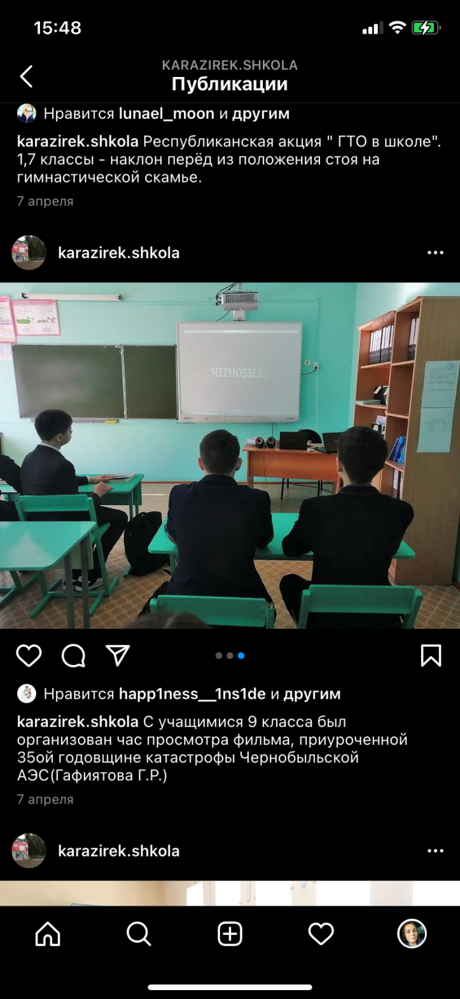 15:48
KARAZIREK.SHKOLA
Публикации
Нравится lunael_moon и другим
karazirek.shkola Республиканская акция " ГТО в школе".
1,7 классы - наклон перёд из положения стоя на
гимнастической скамье.
7 апреля
karazirek.shkola
ЧЕРНОБЫЛЬ
Нравится happ1ness__1ns1de и другим
karazirek.shkola С учащимися 9 класса был
организован час просмотра фильма, приуроченной
35ой годовщине катастрофы Чернобыльской
АЭС(Гафиятова Г.Р.)
7 апреля
karazirek.shkola